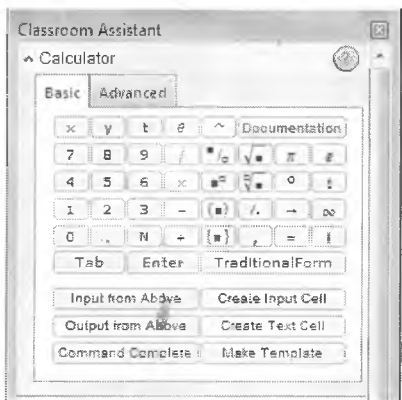 Classroom Assistant
Calculator
Basic Advanced
x y t θ ^ Documentation
7 8 9 / ■/□ √■ π
4 5 6 × ■□ °
1 2 3 - (■) /. → ∞
0 . N + {■} , =
Tab Enter TraditionalForm
Input from Above Create Input Cell
Output from Above Create Text Cell
Command Complete Make Template